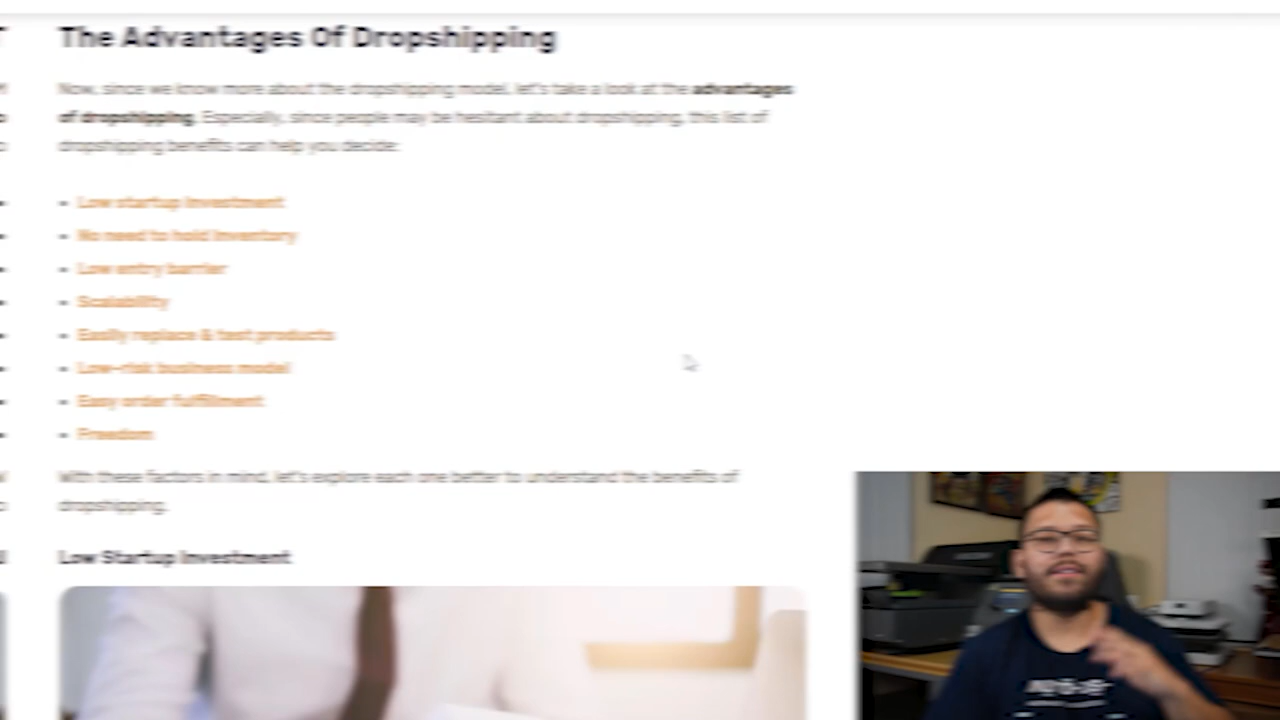 The Advantages Of Dropshipping
Now, since we know more about the dropshipping model, let's take a look at the advantages
of dropshipping. Especially, since people may be hesitant about dropshipping, this list of
dropshipping benefits can help you decide:
• Low startup investment
• No need to hold inventory
• Low entry barrier
• Scalability
• Easily replace & test products
• Low-risk business model
• Easy order fulfillment
• Freedom
With these factors in mind, let's explore each one better to understand the benefits of
dropshipping.
Low Startup Investment